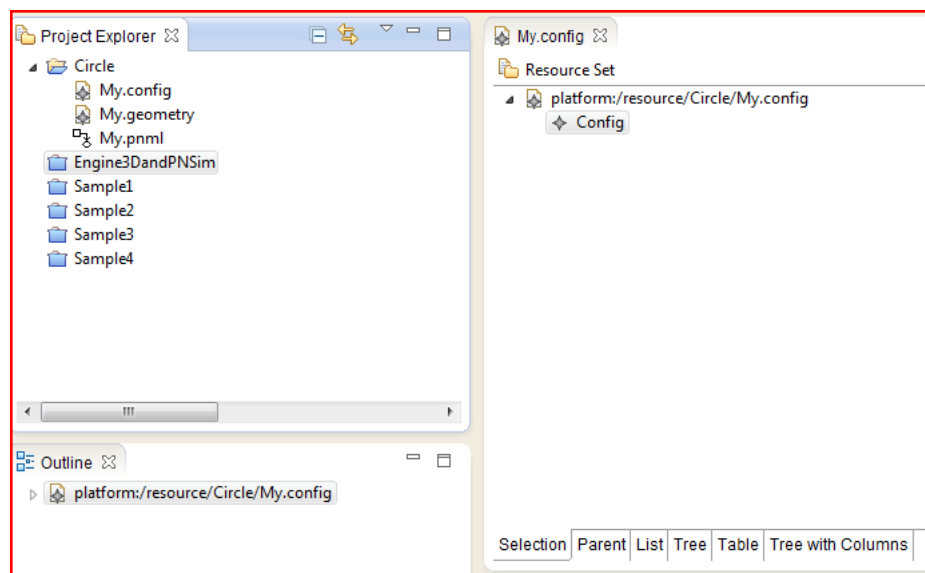 Project Explorer
Circle
My.config
My.geometry
My.pnml
Engine3DandPNSim
Sample1
Sample2
Sample3
Sample4
Outline
platform:/resource/Circle/My.config
My.config
Resource Set
platform:/resource/Circle/My.config
Config
Selection Parent List Tree Table Tree with Columns